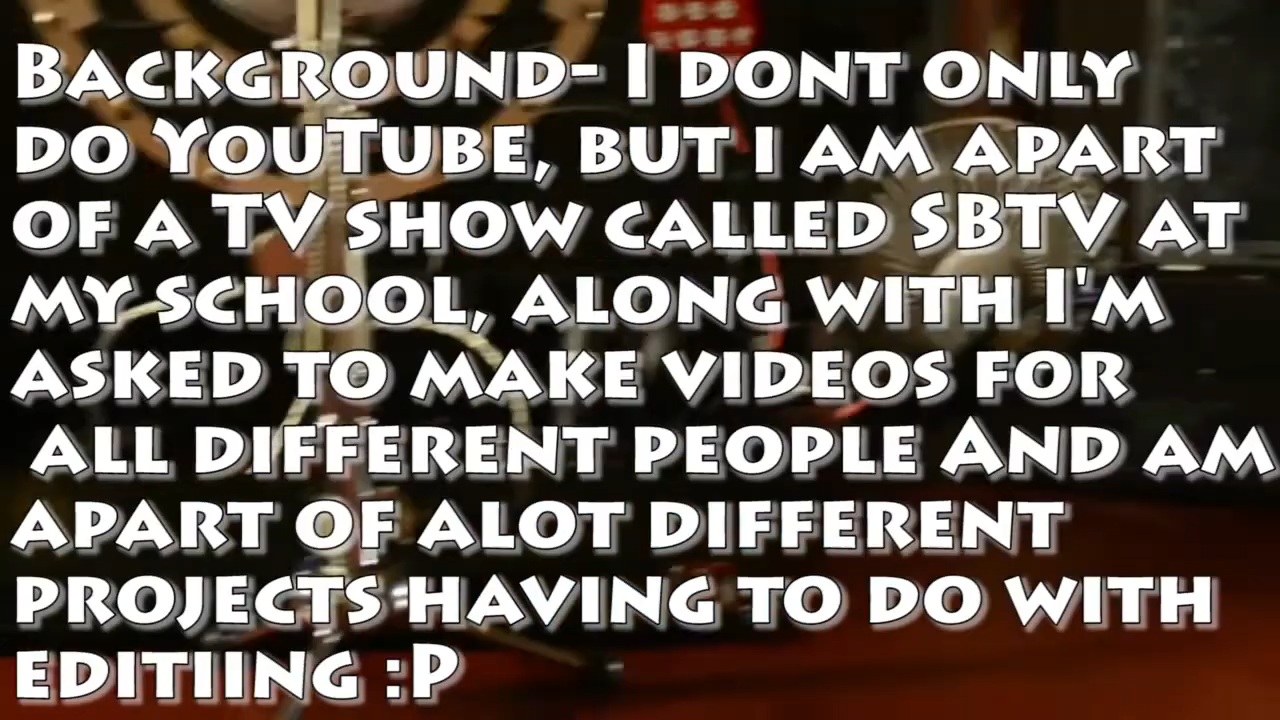 Background- I dont only
do YouTube, but i am apart
of a TV show called SBTV at
my school, along with I'm
asked to make videos for
all different people And am
apart of alot different
projects having to do with
editiing :P